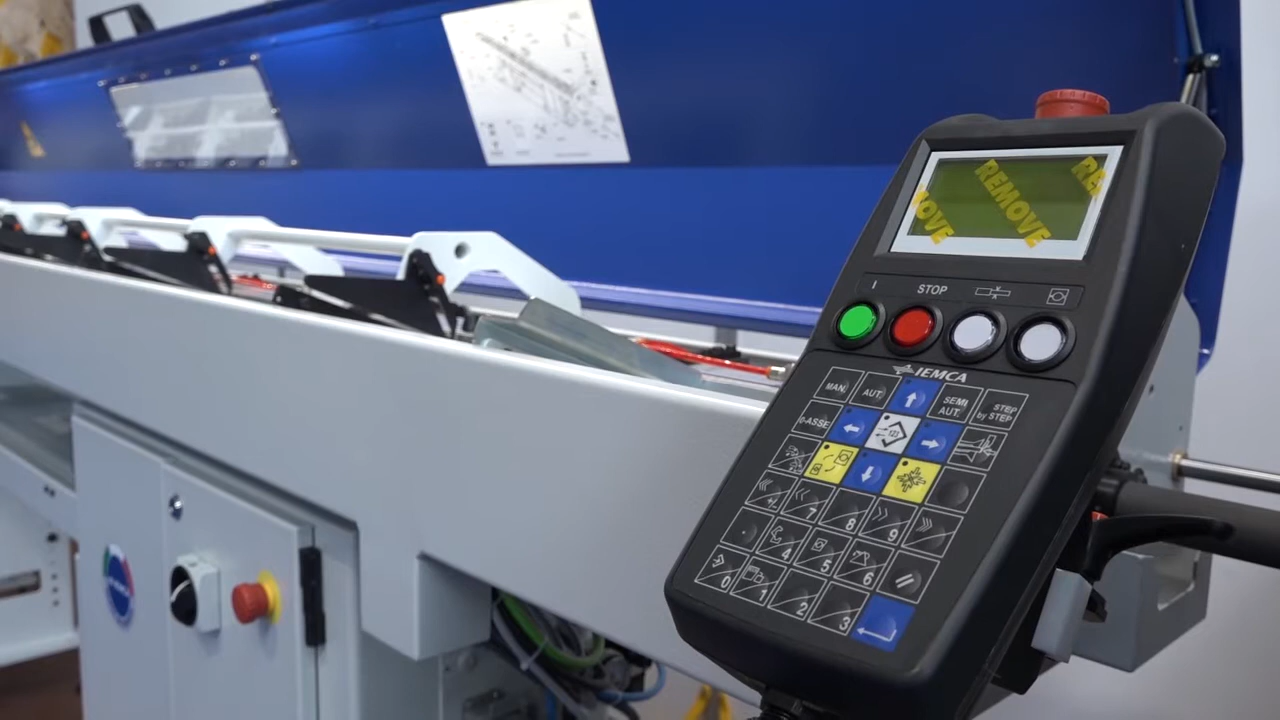 REMOVE
RE
OVE
I
STOP
IEMCA
MAN.
AUT.
SEMI
AUT.
STEP
by STEP
+/-
7
8
9
4
5
6
0
1
2
3